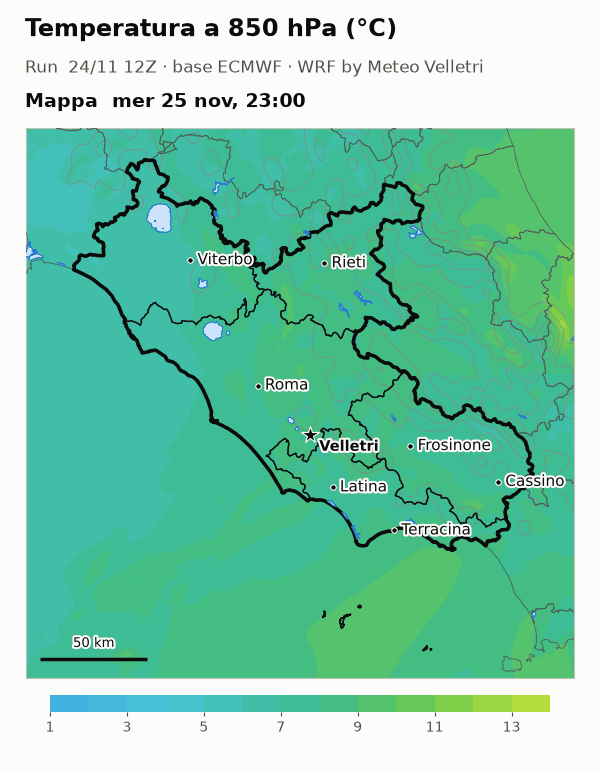 Temperatura a 850 hPa (°C)
Run  24/11 12Z · base ECMWF · WRF by Meteo Velletri
Mappa  mer 25 nov, 23:00
Viterbo
Rieti
Roma
Velletri
Frosinone
Latina
Cassino
Terracina
50 km
1 3 5 7 9 11 13